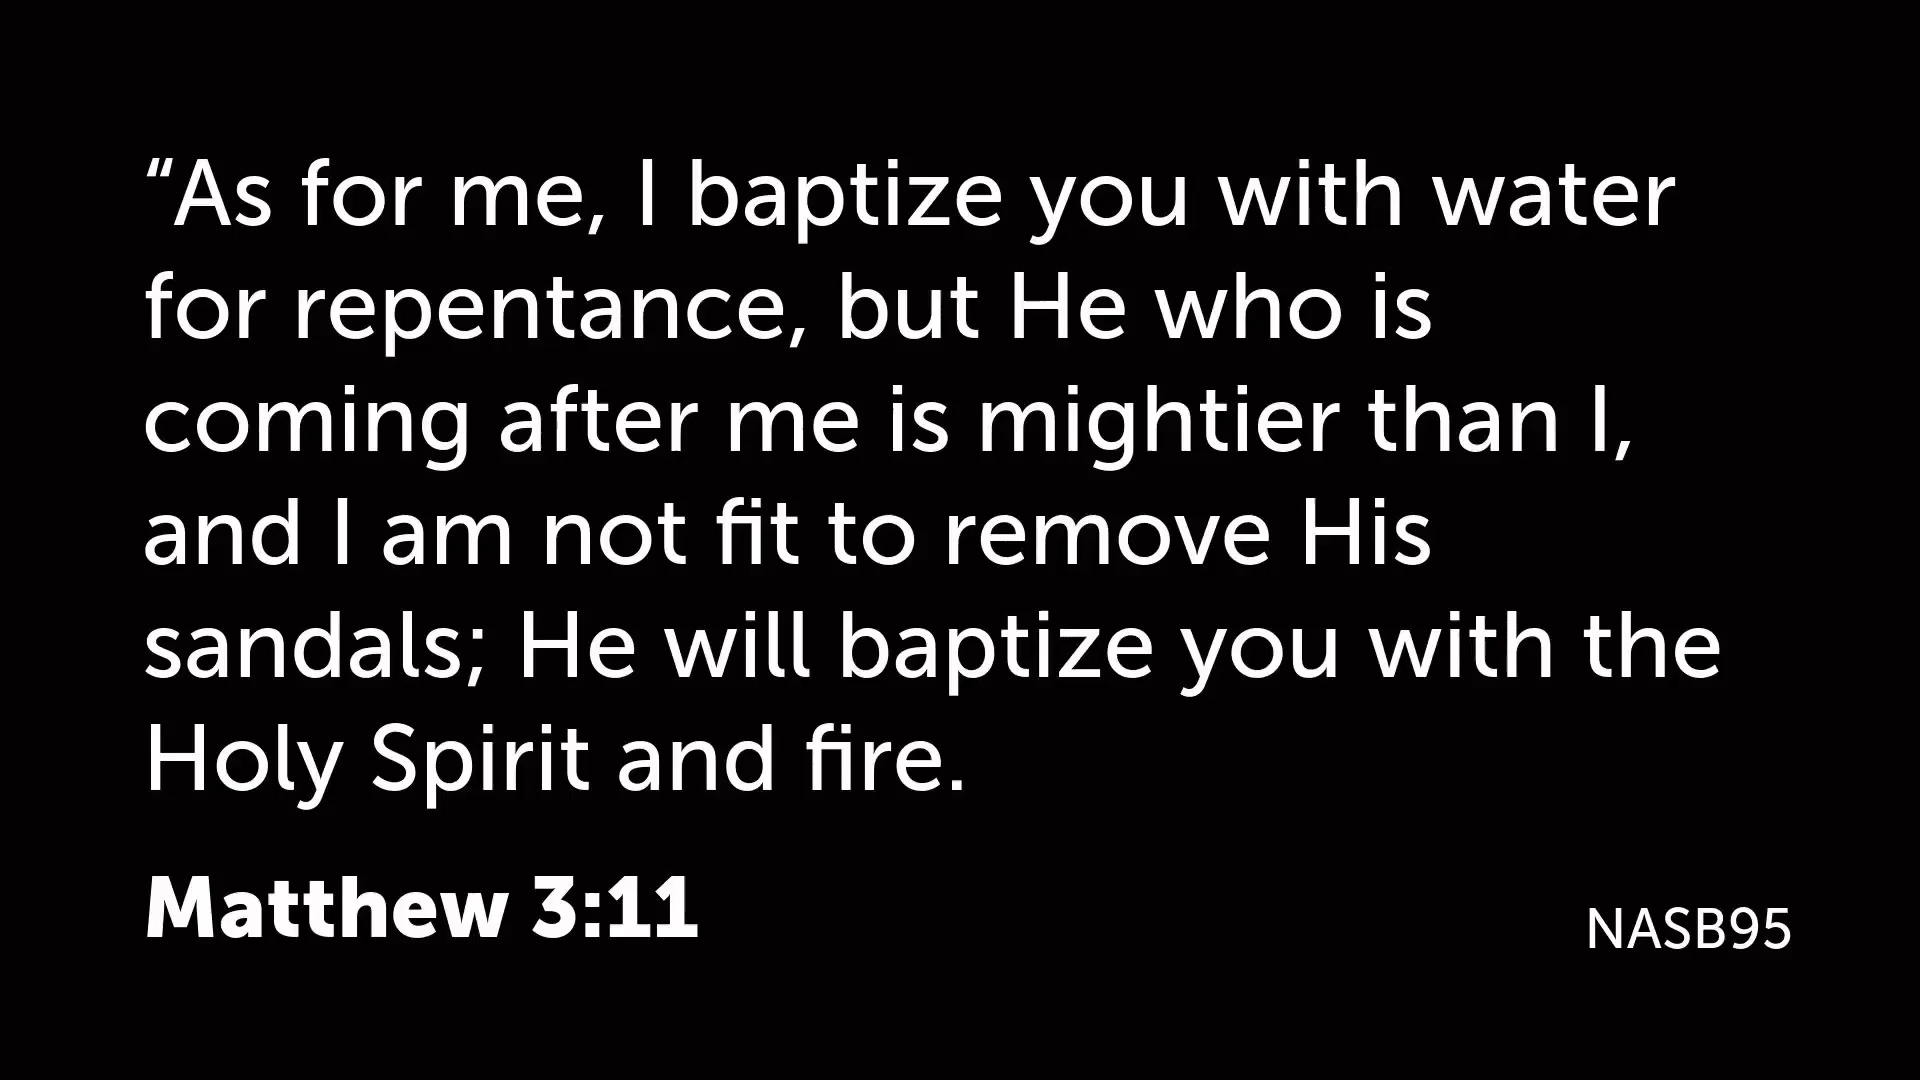 “As for me, I baptize you with water
for repentance, but He who is
coming after me is mightier than I,
and I am not fit to remove His
sandals; He will baptize you with the
Holy Spirit and fire.
Matthew 3:11
NASB95